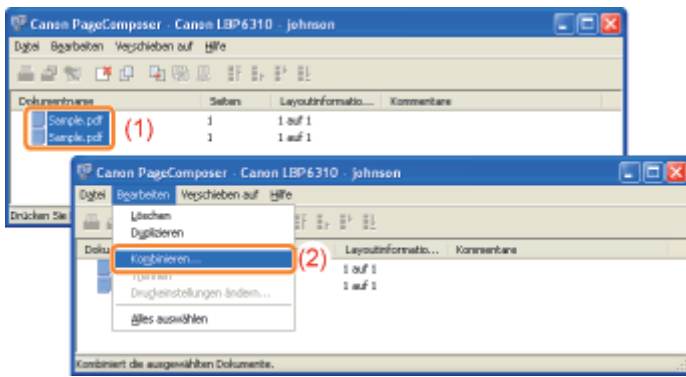 Canon PageComposer - Canon LBP6310 - johnson
Datei Bearbeiten Verschieben auf Hilfe
Dokumentname Seiten Layoutinformatio... Kommentare
Sample.pdf 1 1 auf 1
Sample.pdf 1 1 auf 1
(1)
Drücken Sie
Canon PageComposer - Canon LBP6310 - johnson
Datei Bearbeiten Verschieben auf Hilfe
Löschen
Duplizieren
Doku Layoutinformatio... Kommentare
Kombinieren...
(2)
1 auf 1
Trennen
1 auf 1
Druckeinstellungen ändern...
Alles auswählen
Kombiniert die ausgewählten Dokumente.